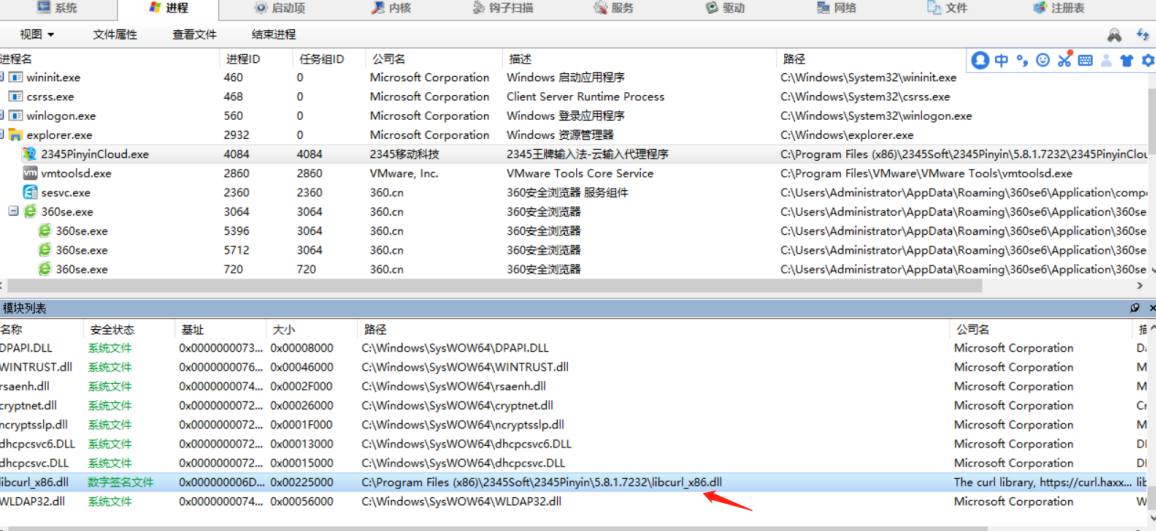 系统 进程 启动项 内核 钩子扫描 服务 驱动 网络 文件 注册表
视图 文件属性 查看文件 结束进程
进程名 进程ID 任务组ID 公司名 描述 路径
中
wininit.exe 460 0 Microsoft Corporation Windows 启动应用程序 C:\Windows\System32\wininit.exe
csrss.exe 468 0 Microsoft Corporation Client Server Runtime Process C:\Windows\System32\csrss.exe
winlogon.exe 560 0 Microsoft Corporation Windows 登录应用程序 C:\Windows\System32\winlogon.exe
explorer.exe 2932 0 Microsoft Corporation Windows 资源管理器 C:\Windows\explorer.exe
2345PinyinCloud.exe 4084 4084 2345移动科技 2345王牌输入法-云输入代理程序 C:\Program Files (x86)\2345Soft\2345Pinyin\5.8.1.7232\2345PinyinClou
vmtoolsd.exe 2860 2860 VMware, Inc. VMware Tools Core Service C:\Program Files\VMware\VMware Tools\vmtoolsd.exe
sesvc.exe 2360 2360 360.cn 360安全浏览器 服务组件 C:\Users\Administrator\AppData\Roaming\360se6\Application\compo
360se.exe 3064 3064 360.cn 360安全浏览器 C:\Users\Administrator\AppData\Roaming\360se6\Application\360se
360se.exe 5396 3064 360.cn 360安全浏览器 C:\Users\Administrator\AppData\Roaming\360se6\Application\360se
360se.exe 5712 3064 360.cn 360安全浏览器 C:\Users\Administrator\AppData\Roaming\360se6\Application\360se
360se.exe 720 720 360.cn 360安全浏览器 C:\Users\Administrator\AppData\Roaming\360se6\Application\360se
模块列表
名称 安全状态 基址 大小 路径 公司名 描
DPAPI.DLL 系统文件 0x0000000073... 0x00008000 C:\Windows\SysWOW64\DPAPI.DLL Microsoft Corporation D
WINTRUST.dll 系统文件 0x0000000076... 0x00046000 C:\Windows\SysWOW64\WINTRUST.dll Microsoft Corporation M
rsaenh.dll 系统文件 0x0000000074... 0x0002F000 C:\Windows\SysWOW64\rsaenh.dll Microsoft Corporation M
cryptnet.dll 系统文件 0x0000000072... 0x00026000 C:\Windows\SysWOW64\cryptnet.dll Microsoft Corporation Cr
ncryptsslp.dll 系统文件 0x0000000072... 0x0001F000 C:\Windows\SysWOW64\ncryptsslp.dll Microsoft Corporation M
dhcpcsvc6.DLL 系统文件 0x0000000072... 0x00013000 C:\Windows\SysWOW64\dhcpcsvc6.DLL Microsoft Corporation D
dhcpcsvc.DLL 系统文件 0x0000000072... 0x00015000 C:\Windows\SysWOW64\dhcpcsvc.DLL Microsoft Corporation D
libcurl_x86.dll 数字签名文件 0x000000006D... 0x00225000 C:\Program Files (x86)\2345Soft\2345Pinyin\5.8.1.7232\libcurl_x86.dll The curl library, https://curl.haxx... lib
WLDAP32.dll 系统文件 0x0000000074... 0x00056000 C:\Windows\SysWOW64\WLDAP32.dll Microsoft Corporation W